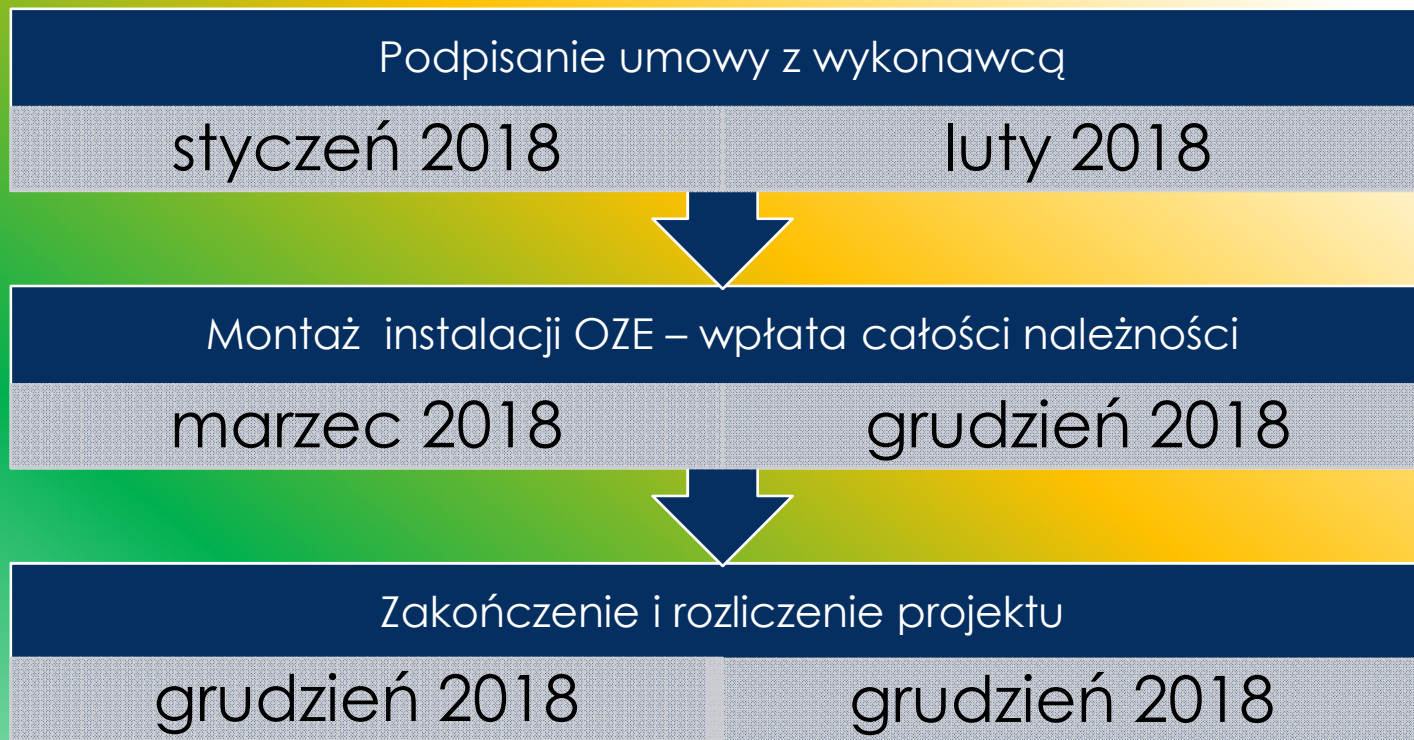 Podpisanie umowy z wykonawcą
styczeń 2018 luty 2018
Montaż instalacji OZE – wpłata całości należności
marzec 2018 grudzień 2018
Zakończenie i rozliczenie projektu
grudzień 2018 grudzień 2018